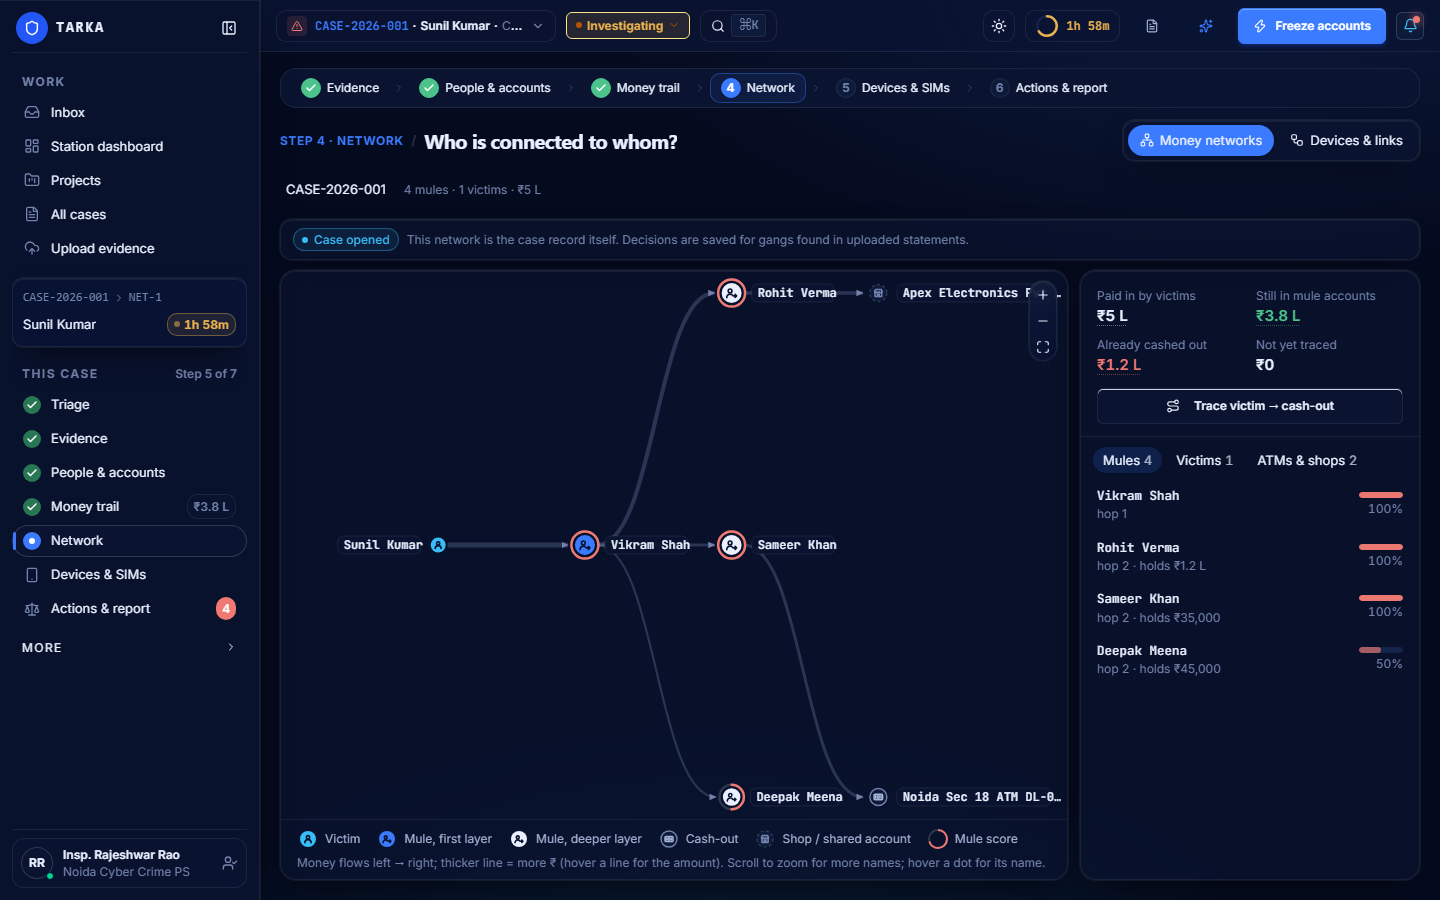 TARKA
CASE-2026-001 · Sunil Kumar · C...
Investigating
⌘K
1h 58m
Freeze accounts
WORK
Inbox
Station dashboard
Projects
All cases
Upload evidence
CASE-2026-001 > NET-1
Sunil Kumar
1h 58m
THIS CASE
Step 5 of 7
Triage
Evidence
People & accounts
Money trail
₹3.8 L
Network
Devices & SIMs
Actions & report
4
MORE
RR
Insp. Rajeshwar Rao
Noida Cyber Crime PS
Evidence
People & accounts
Money trail
4 Network
5 Devices & SIMs
6 Actions & report
STEP 4 · NETWORK / Who is connected to whom?
Money networks
Devices & links
CASE-2026-001
4 mules · 1 victims · ₹5 L
Case opened
This network is the case record itself. Decisions are saved for gangs found in uploaded statements.
Rohit Verma
Apex Electronics
Sunil Kumar
Vikram Shah
Sameer Khan
Deepak Meena
Noida Sec 18 ATM DL-0…
Victim
Mule, first layer
Mule, deeper layer
Cash-out
Shop / shared account
Mule score
Money flows left → right; thicker line = more ₹ (hover a line for the amount). Scroll to zoom for more names; hover a dot for its name.
Paid in by victims
₹5 L
Still in mule accounts
₹3.8 L
Already cashed out
₹1.2 L
Not yet traced
₹0
Trace victim → cash-out
Mules 4
Victims 1
ATMs & shops 2
Vikram Shah
hop 1
100%
Rohit Verma
hop 2 · holds ₹1.2 L
100%
Sameer Khan
hop 2 · holds ₹35,000
100%
Deepak Meena
hop 2 · holds ₹45,000
50%